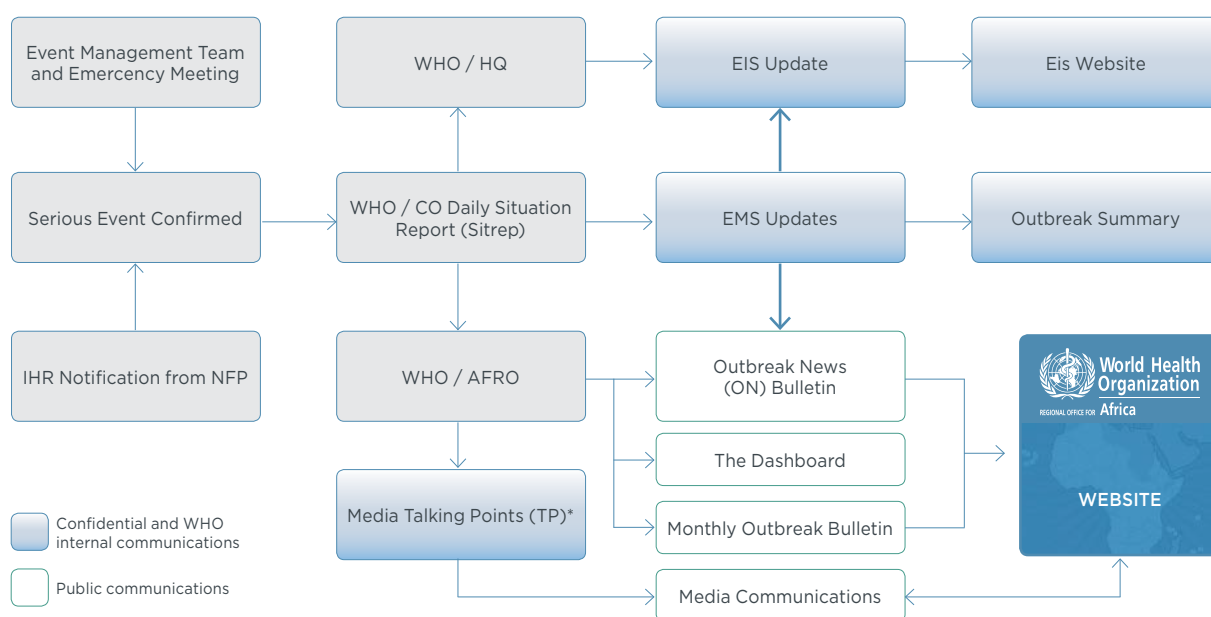 Event Management Team
and Emercency Meeting
WHO / HQ
EIS Update
Eis Website
Serious Event Confirmed
WHO / CO Daily Situation
Report (Sitrep)
EMS Updates
Outbreak Summary
IHR Notification from NFP
WHO / AFRO
Outbreak News
(ON) Bulletin
World Health
Organization
REGIONAL OFFICE FOR Africa
The Dashboard
Media Talking Points (TP)*
Monthly Outbreak Bulletin
WEBSITE
Confidential and WHO
internal communications
Public communications
Media Communications